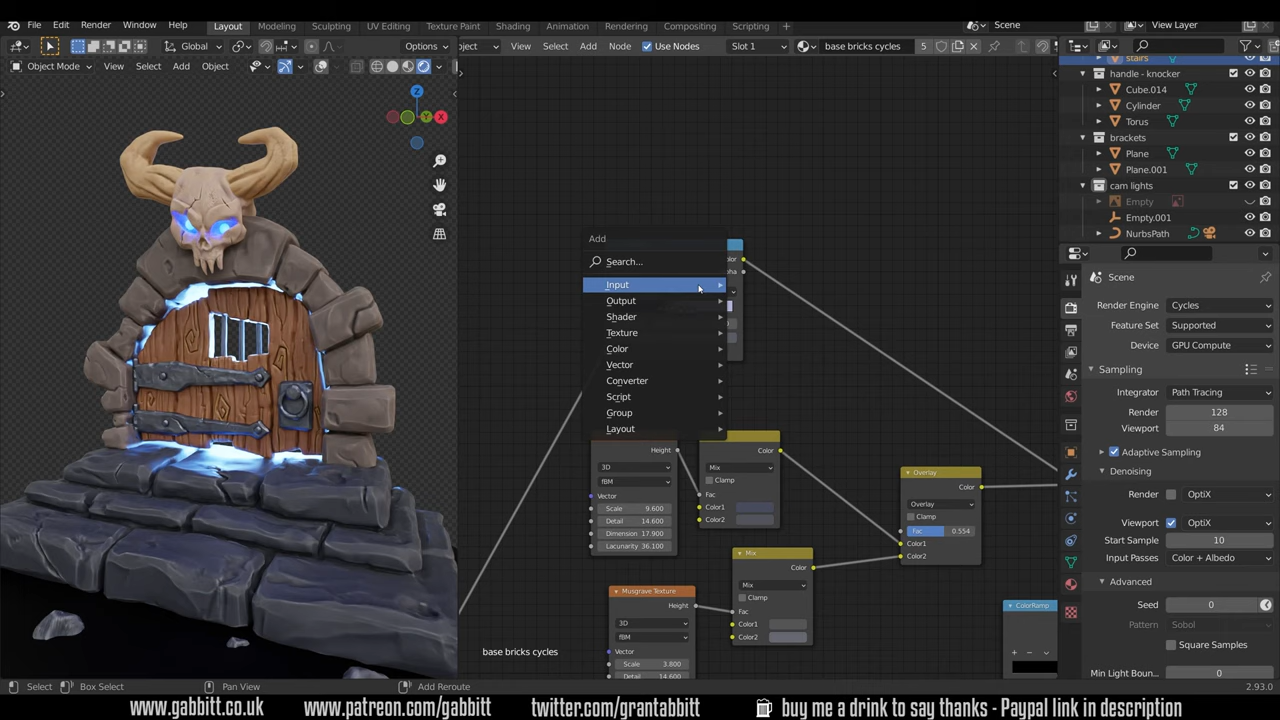 File Edit Render Window Help Layout Modeling Sculpting UV Editing Texture Paint Shading Animation Rendering Compositing Scripting + Scene View Layer
Global Options Object View Select Add Node Use Nodes Slot 1 base bricks cycles 5
Object Mode View Select Add Object
stairs
handle - knocker
Cube.014
Cylinder
Torus
brackets
Plane
Plane.001
cam lights
Empty
Empty.001
NurbsPath
Z
Y
X
Add
Search...
Input
Output
Shader
Texture
Color
Vector
Converter
Script
Group
Layout
Height
3D
fBM
Vector
Scale 9.600
Detail 14.600
Dimension 17.900
Lacunarity 36.100
Color
Mix
Clamp
Fac
Color1
Color2
Overlay
Color
Overlay
Clamp
Fac 0.554
Color1
Color2
Mix
Color
Mix
Clamp
Fac
Color1
Color2
Musgrave Texture
Height
3D
fBM
Vector
Scale 3.800
Detail 14.600
ColorRamp
base bricks cycles
Scene
Render Engine Cycles
Feature Set Supported
Device GPU Compute
Sampling
Integrator Path Tracing
Render 128
Viewport 84
Adaptive Sampling
Denoising
Render OptiX
Viewport OptiX
Start Sample 10
Input Passes Color + Albedo
Advanced
Seed 0
Pattern Sobol
Square Samples
Min Light Boun... 0
Select Box Select Pan View Add Reroute 2.93.0
www.gabbitt.co.uk www.patreon.com/gabbitt twitter.com/grantabbitt buy me a drink to say thanks - Paypal link in description